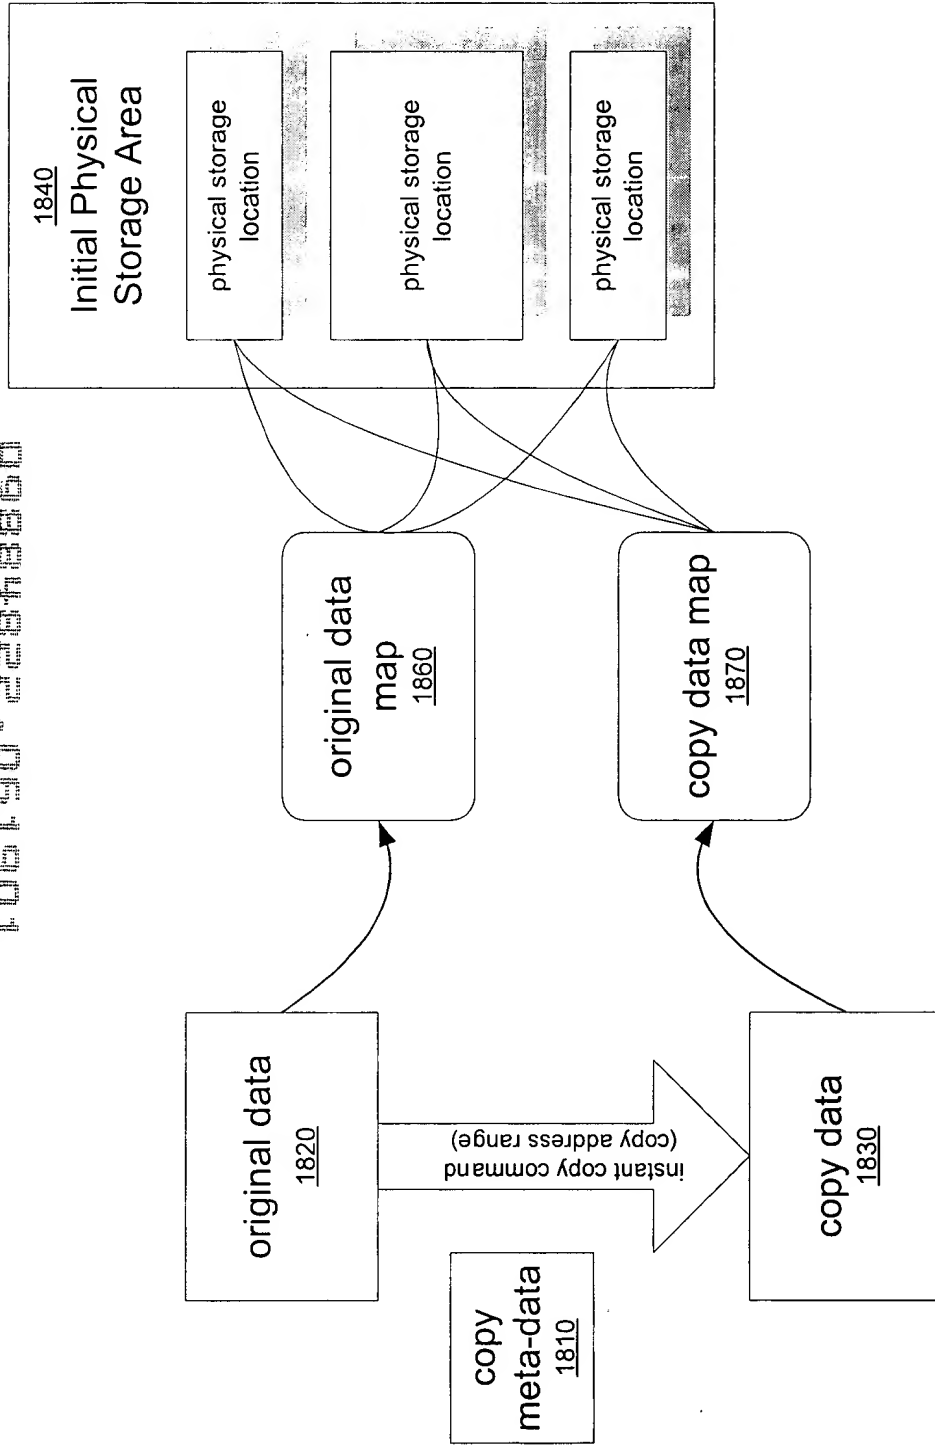 1840
Initial Physical
Storage Area
physical storage
location
physical storage
location
physical storage
location
original data
map
1860
copy data map
1870
original data
1820
instant copy command
(copy address range)
copy data
1830
copy
meta-data
1810